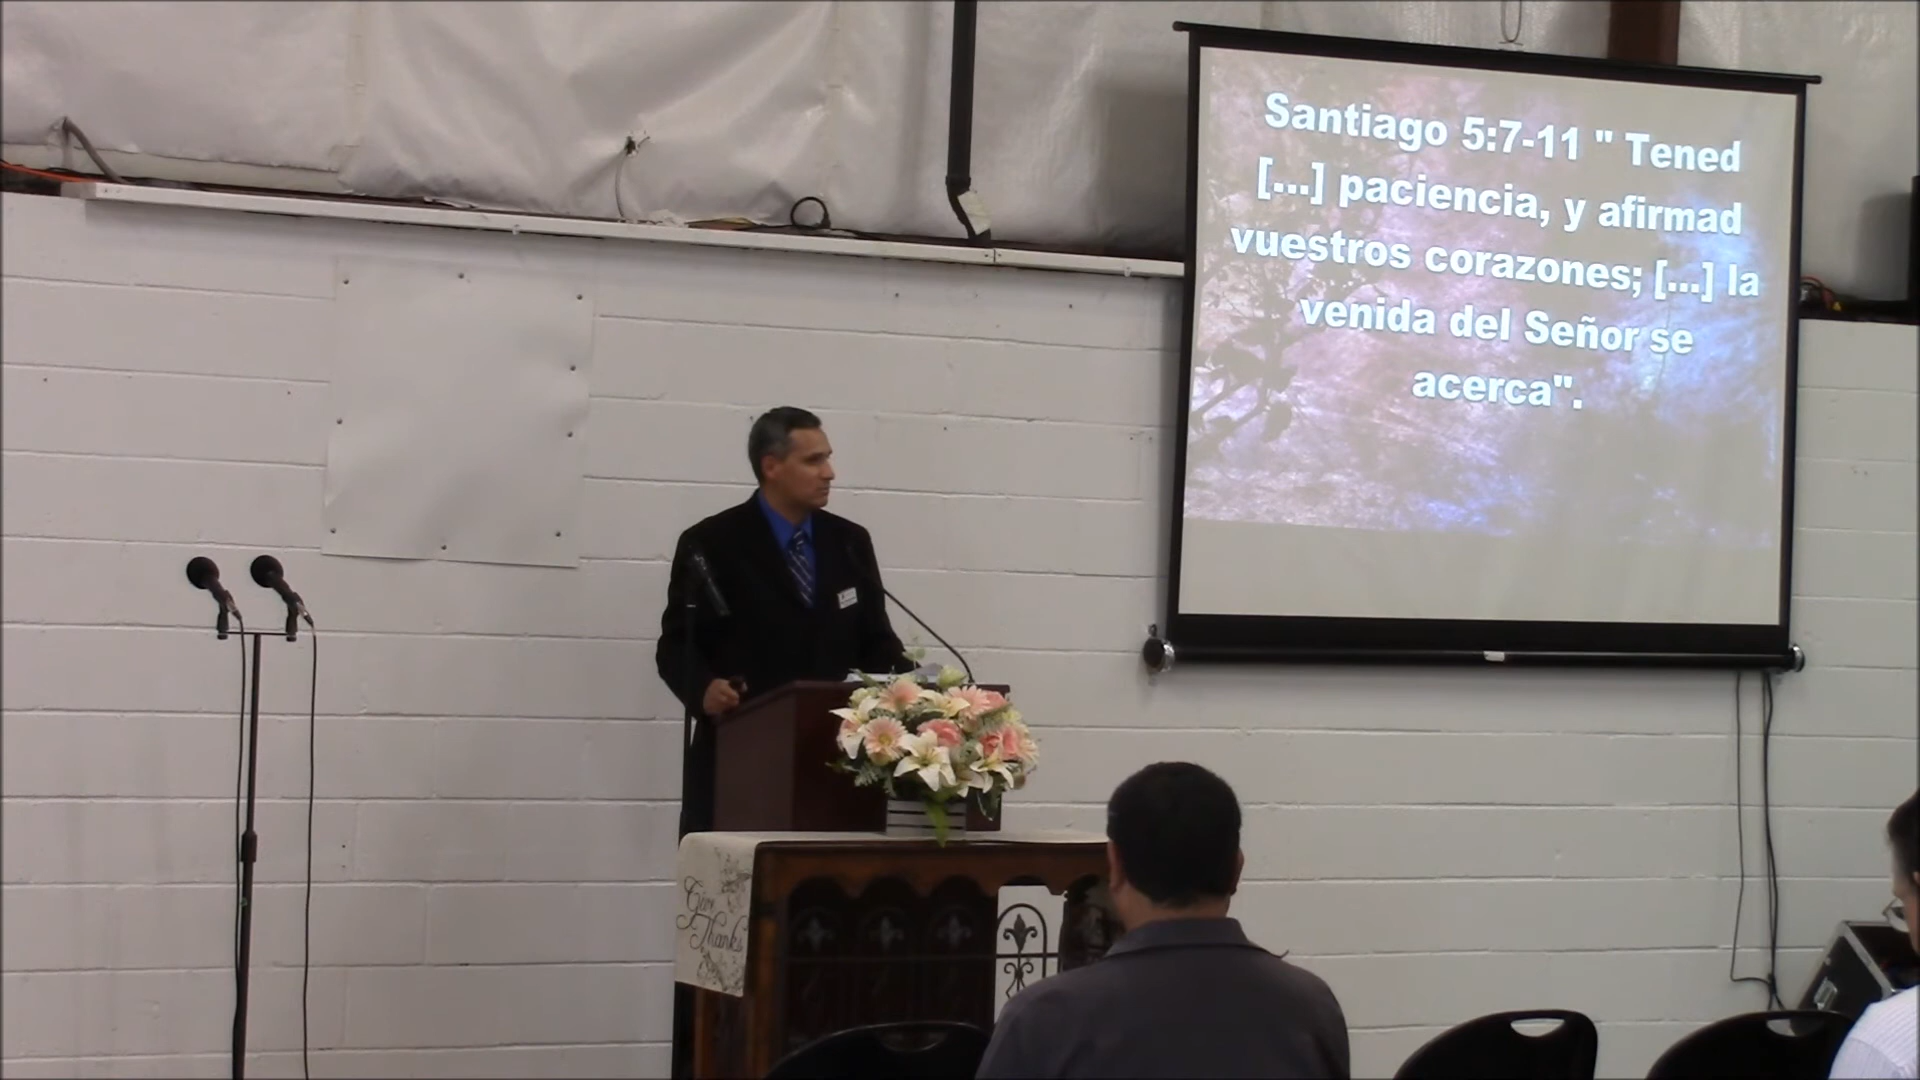 Santiago 5:7-11 " Tened
[...] paciencia, y afirmad
vuestros corazones; [...] la
venida del Señor se
acerca".
Give
Thanks